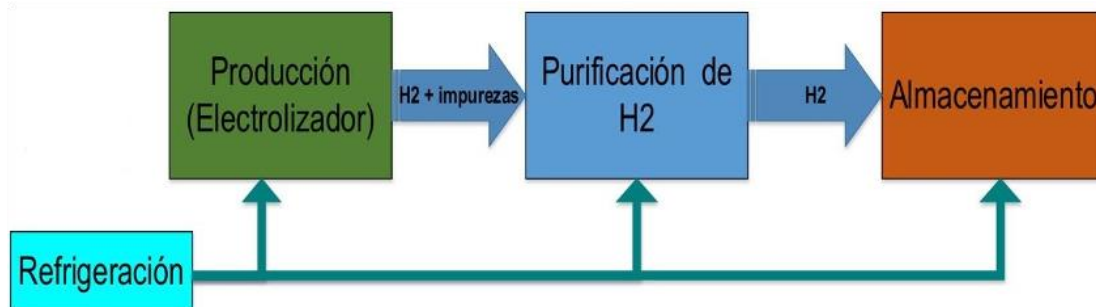 Producción
(Electrolizador)
H2 + impurezas
Purificación de
H2
H2
Almacenamiento
Refrigeración